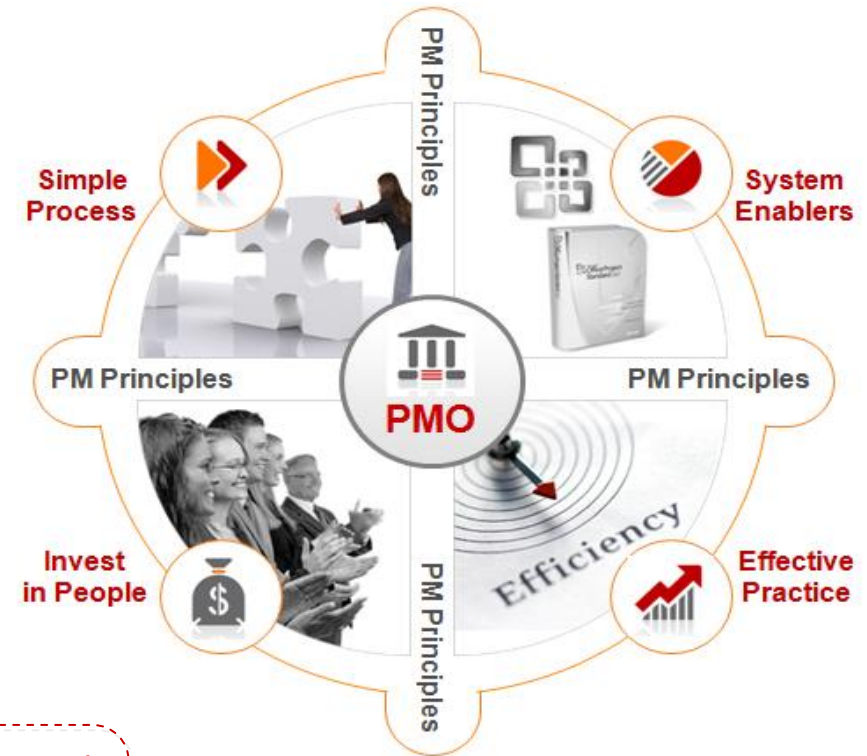 PM Principles
Simple
Process
System
Enablers
PM Principles
PMO
PM Principles
Efficiency
Invest
in People
$
Effective
Practice
PM Principles